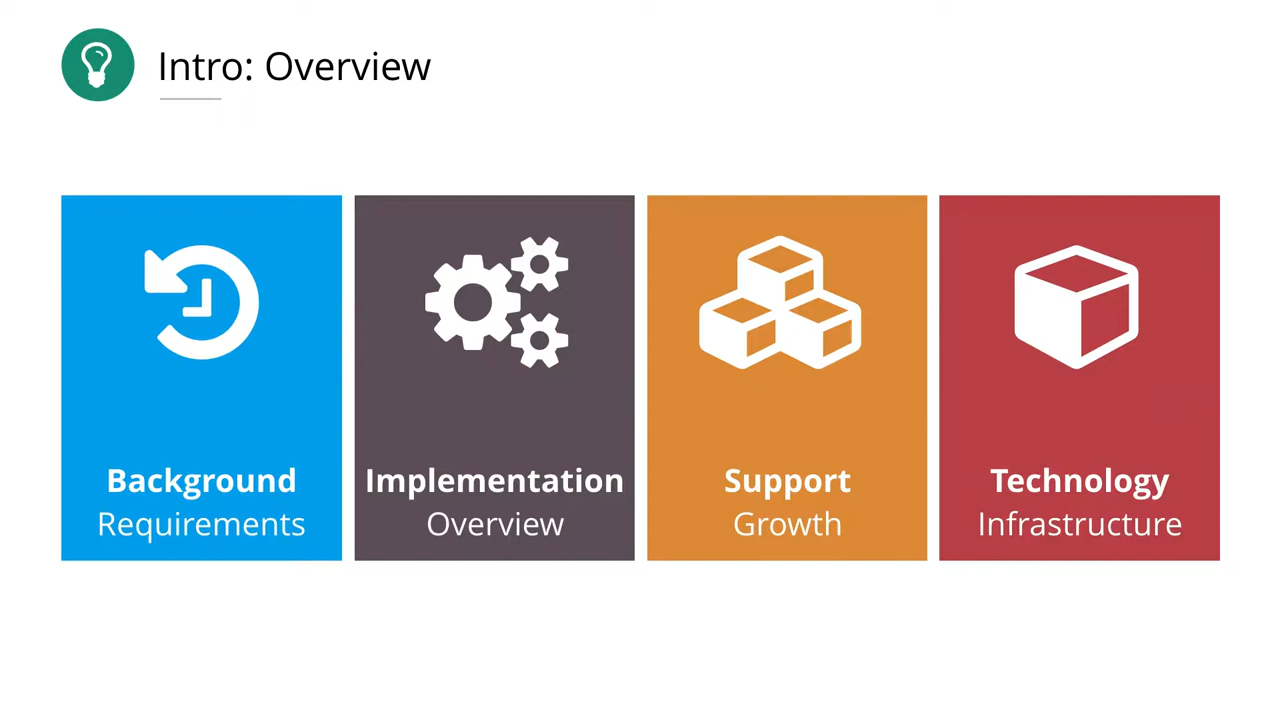 Intro: Overview
Background
Requirements
Implementation
Overview
Support
Growth
Technology
Infrastructure